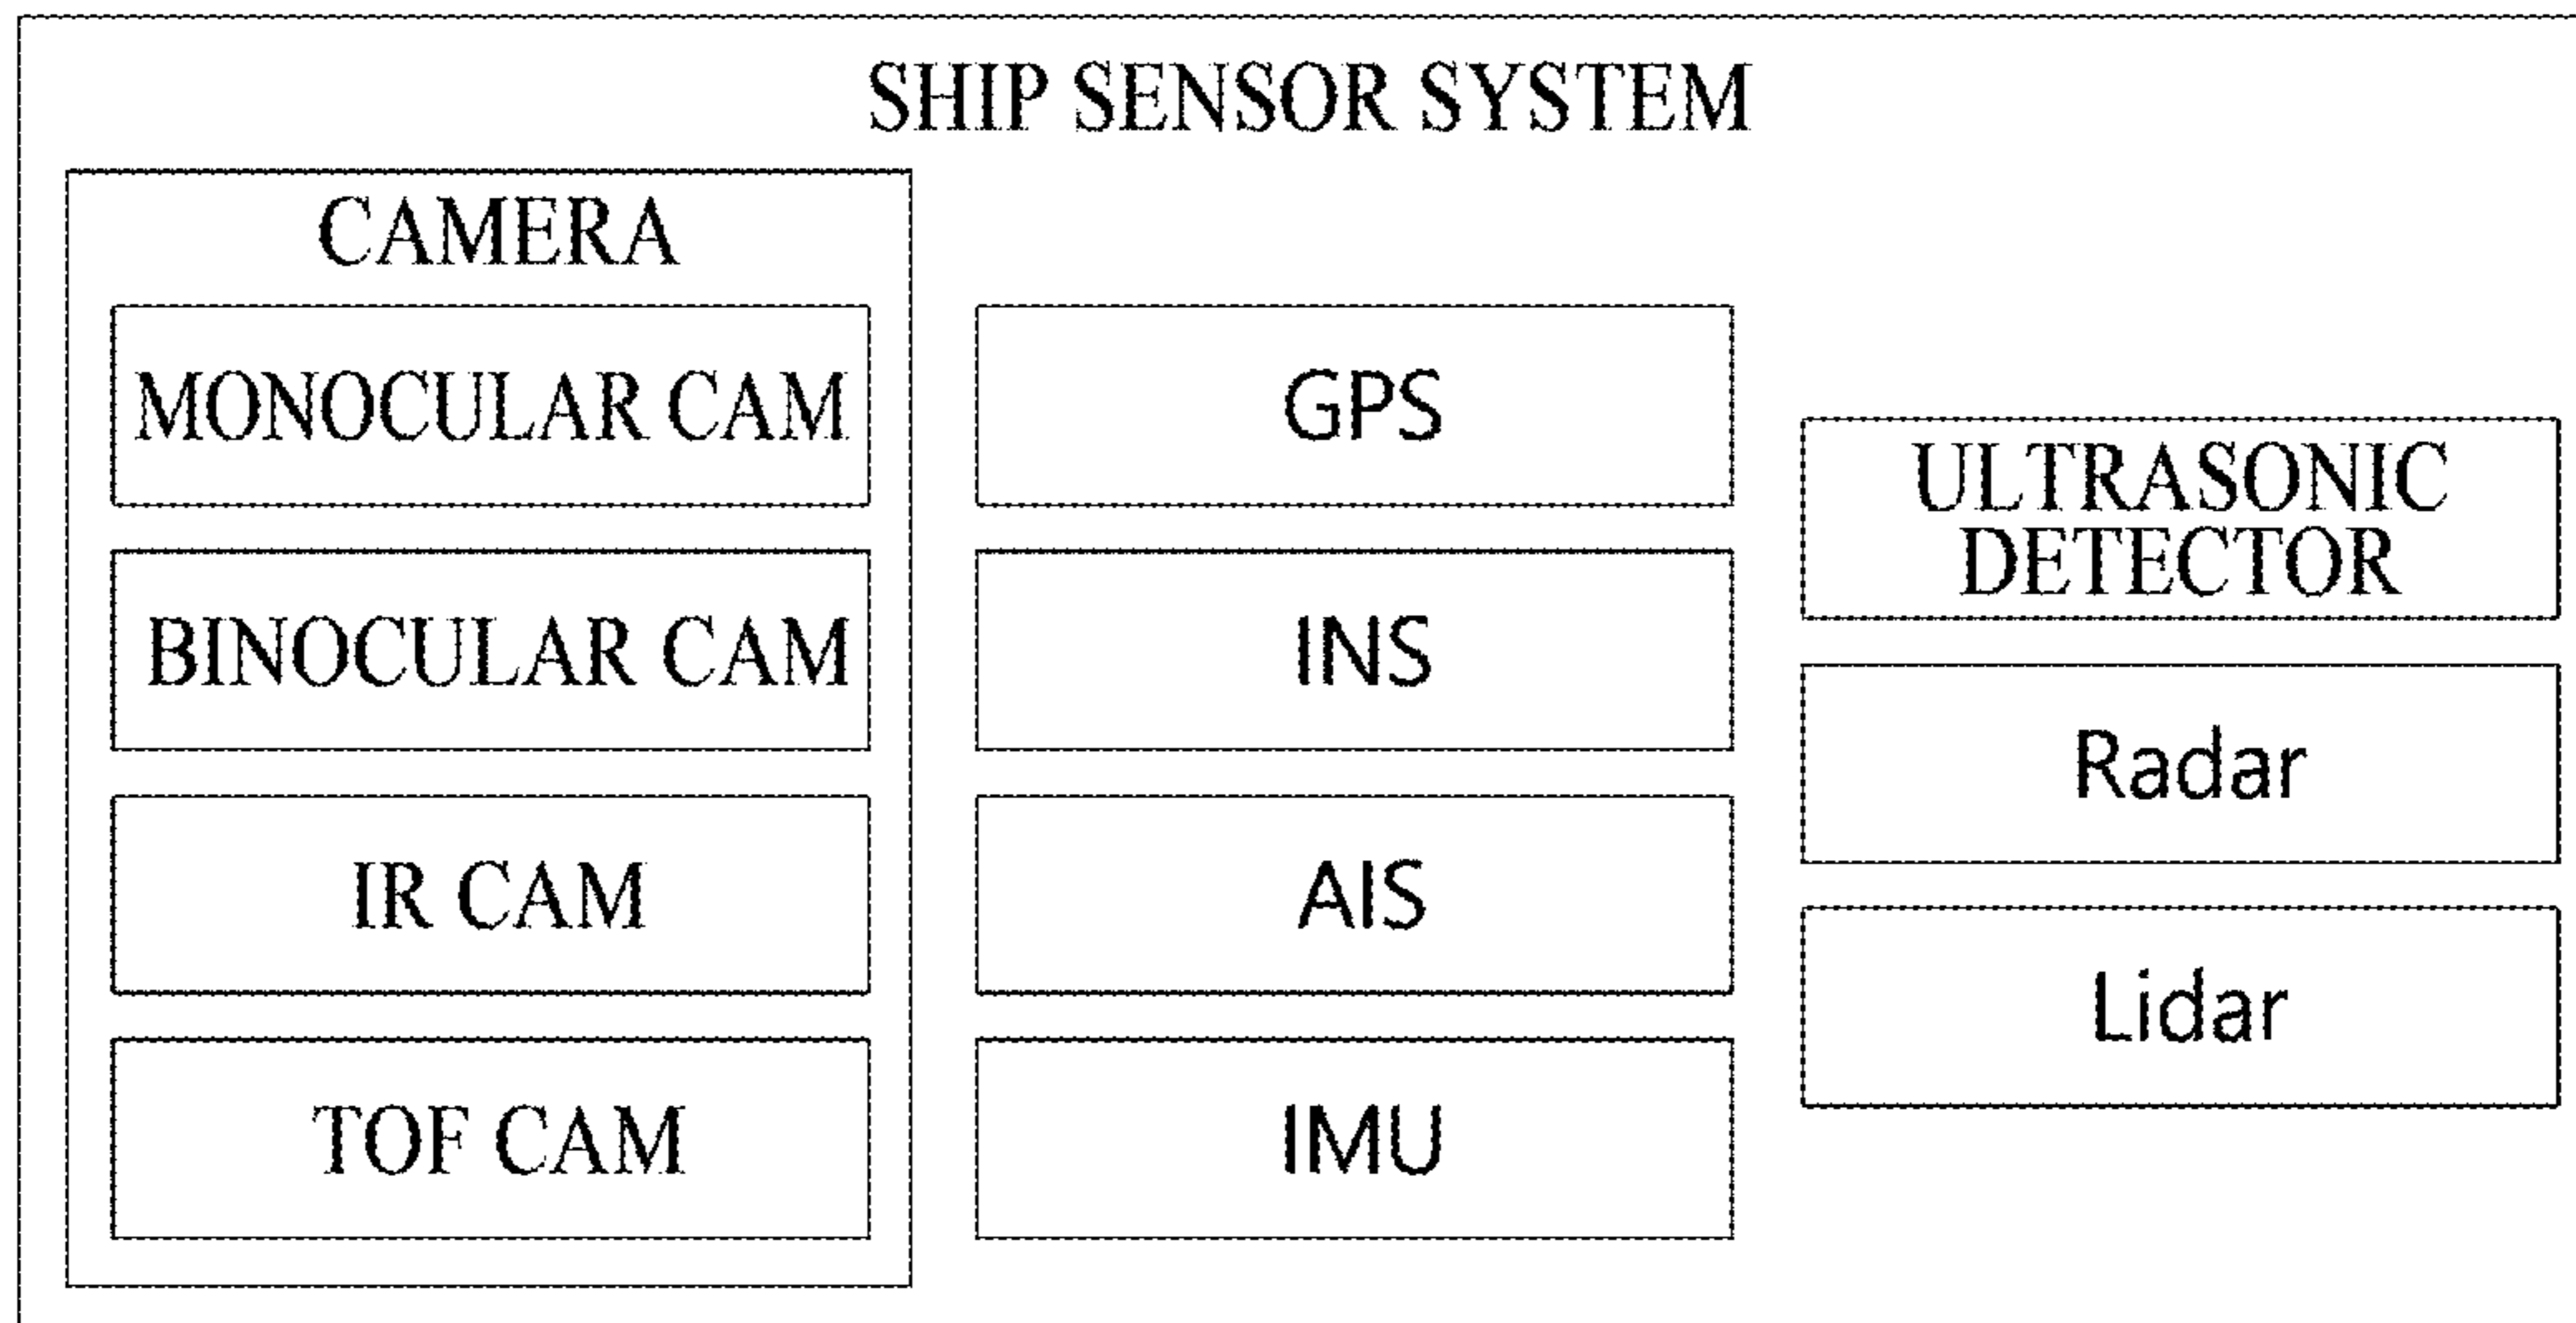 SHIP SENSOR SYSTEM
CAMERA
MONOCULAR CAM
BINOCULAR CAM
IR CAM
TOF CAM
GPS
INS
AIS
IMU
ULTRASONIC
DETECTOR
Radar
Lidar